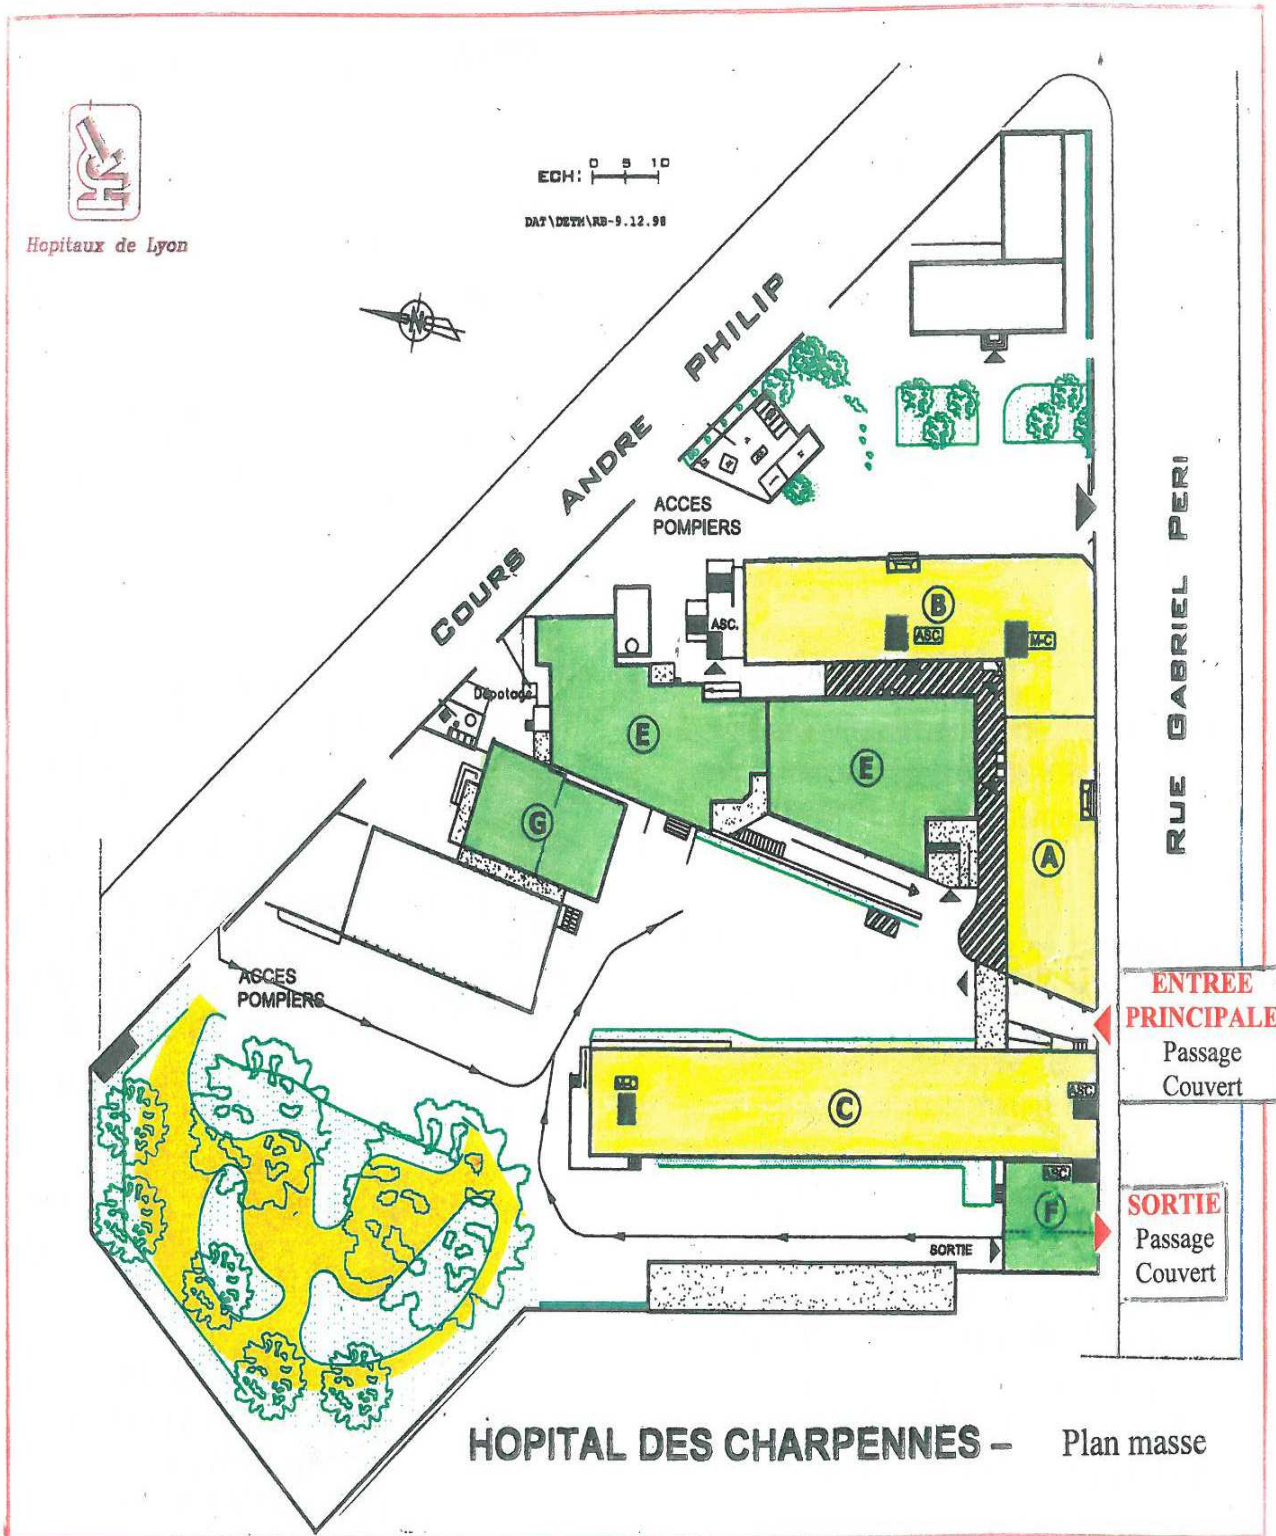 Hopitaux de Lyon
ECH: 0 5 10
DAT\DETM\RB-9.12.98
N
COURS ANDRE PHILIP
RUE GABRIEL PERI
ACCES
POMPIERS
ASC.
B
ASC.
M-C
Dépotage
E
E
G
A
ACCES
POMPIERS
ENTREE
PRINCIPALE
Passage
Couvert
M-C
C
ASC.
ASC.
F
SORTIE
SORTIE
Passage
Couvert
HOPITAL DES CHARPENNES – Plan masse